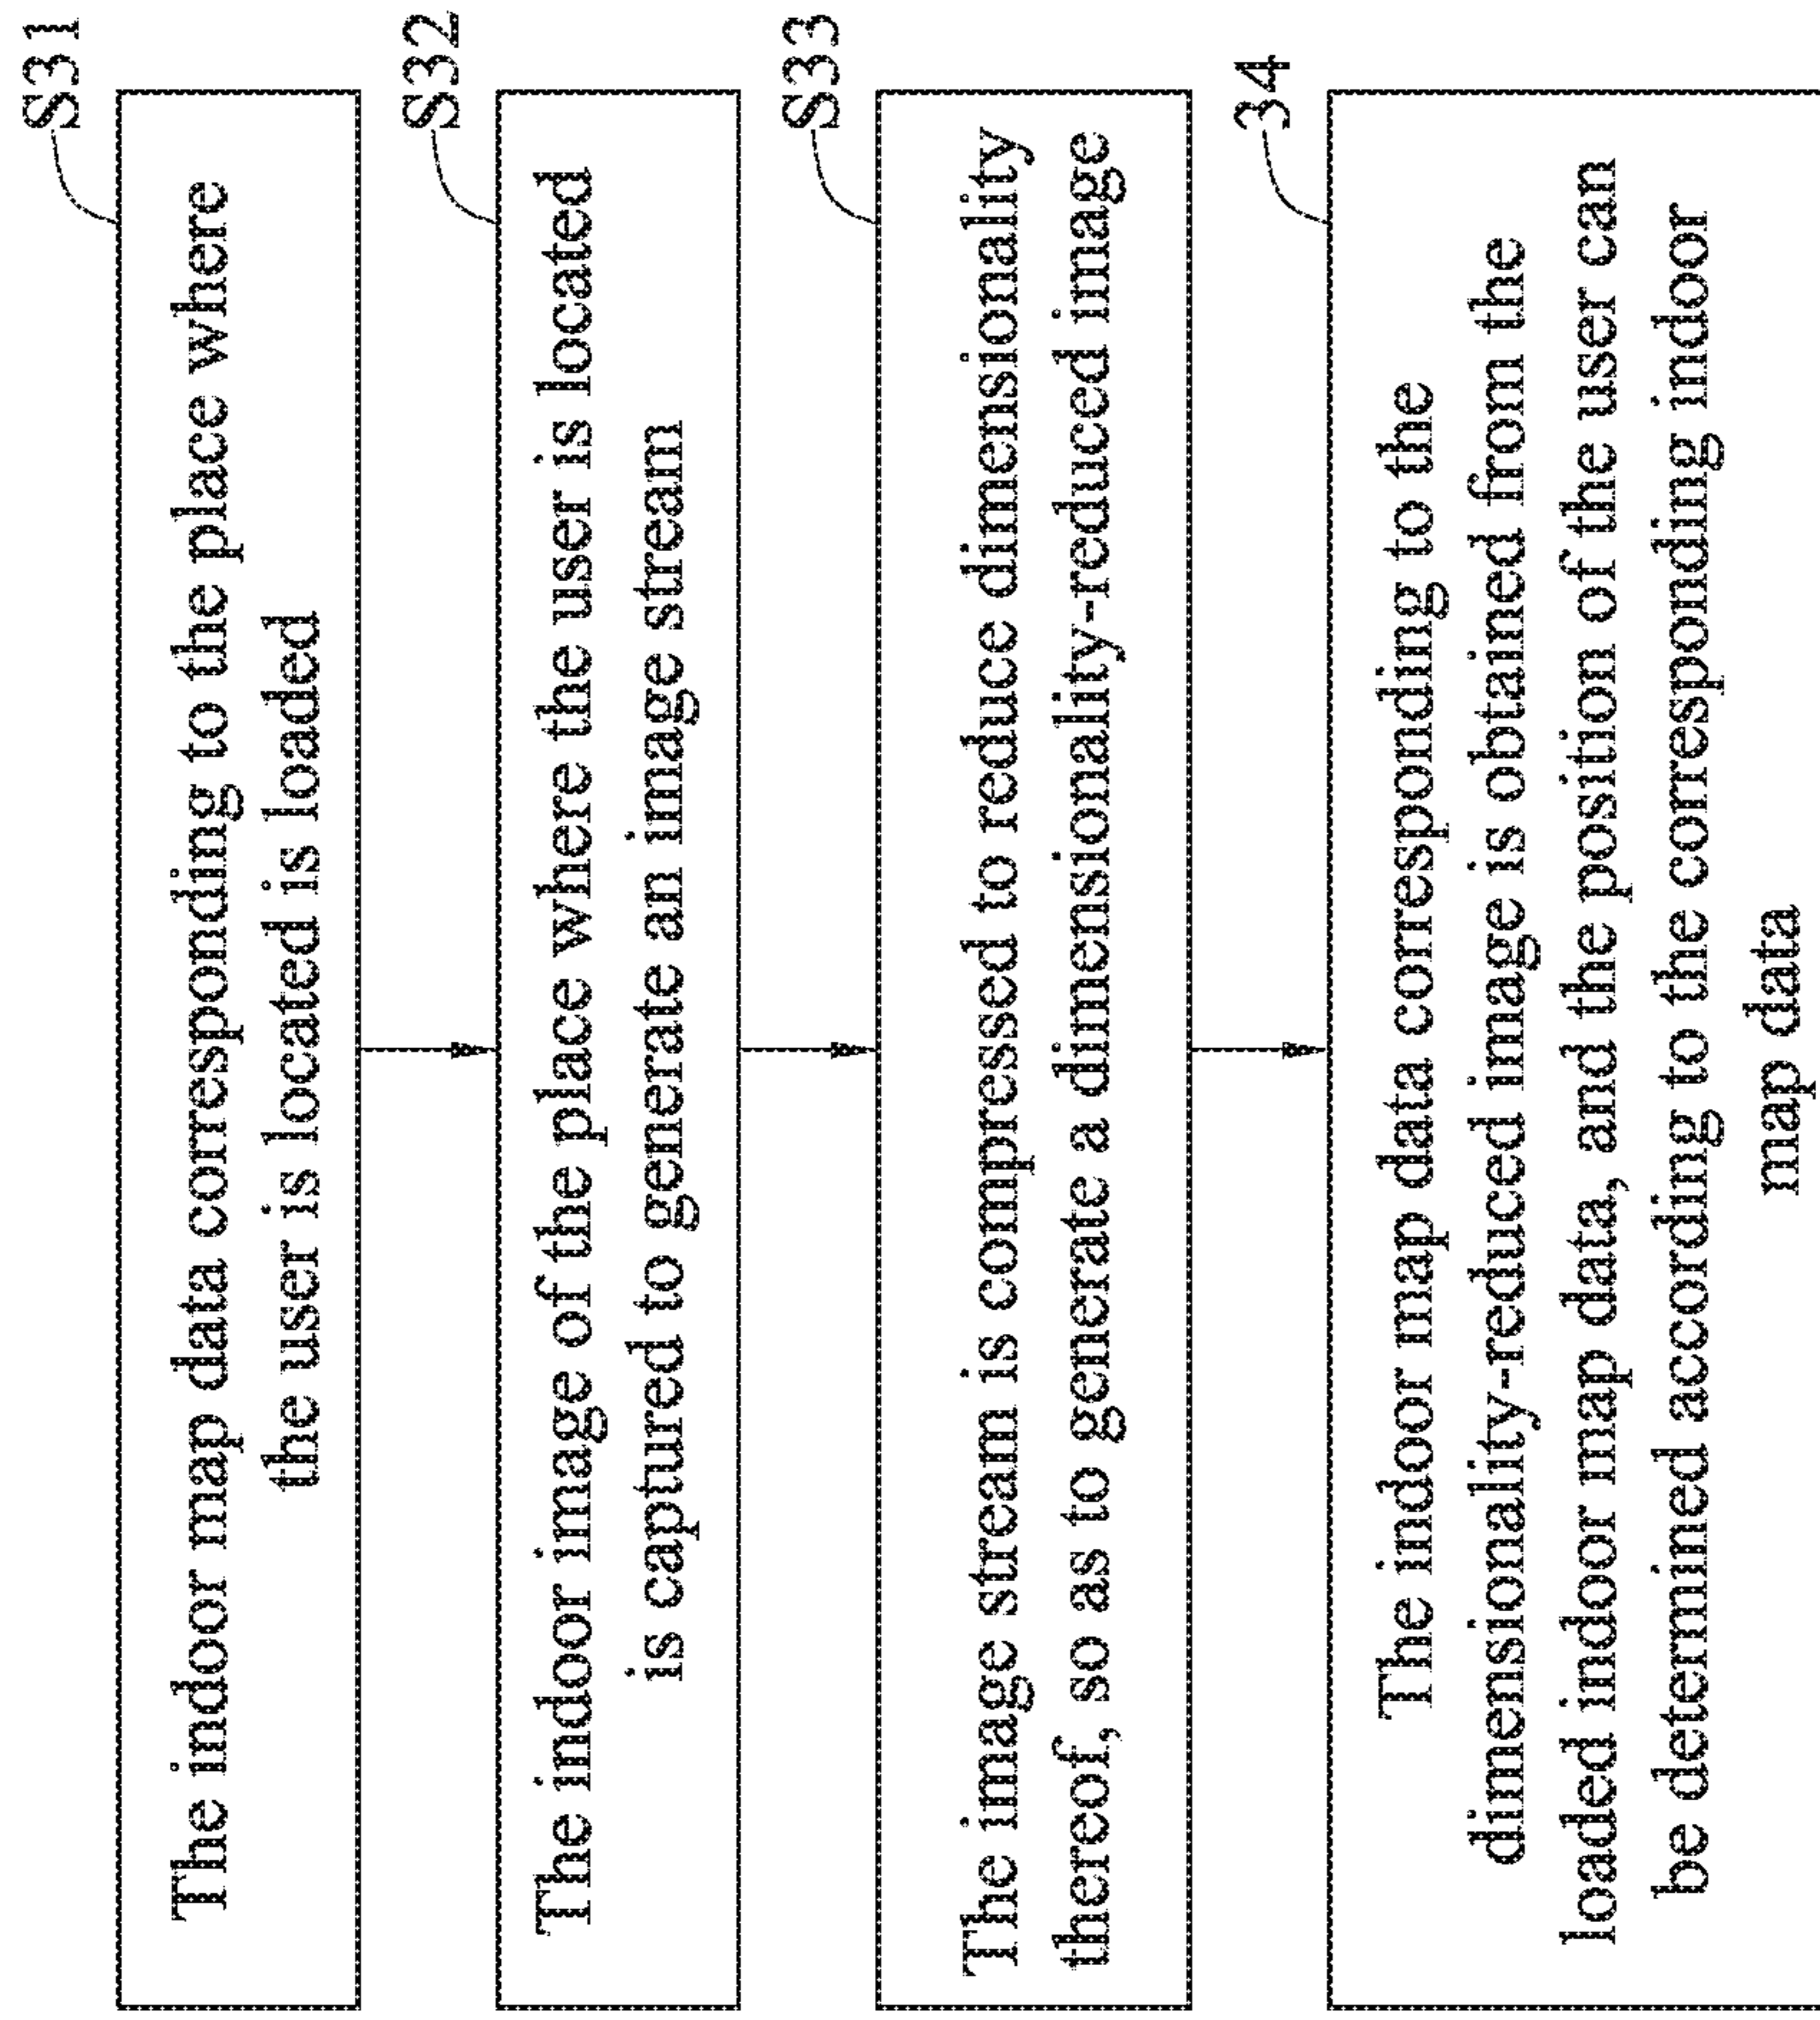 S31
The indoor map data corresponding to the place where
the user is located is loaded
S32
The indoor image of the place where the user is located
is captured to generate an image stream
S33
The image stream is compressed to reduce dimensionality
thereof, so as to generate a dimensionality-reduced image
34
The indoor map data corresponding to the
dimensionality-reduced image is obtained from the
loaded indoor map data, and the position of the user can
be determined according to the corresponding indoor
map data